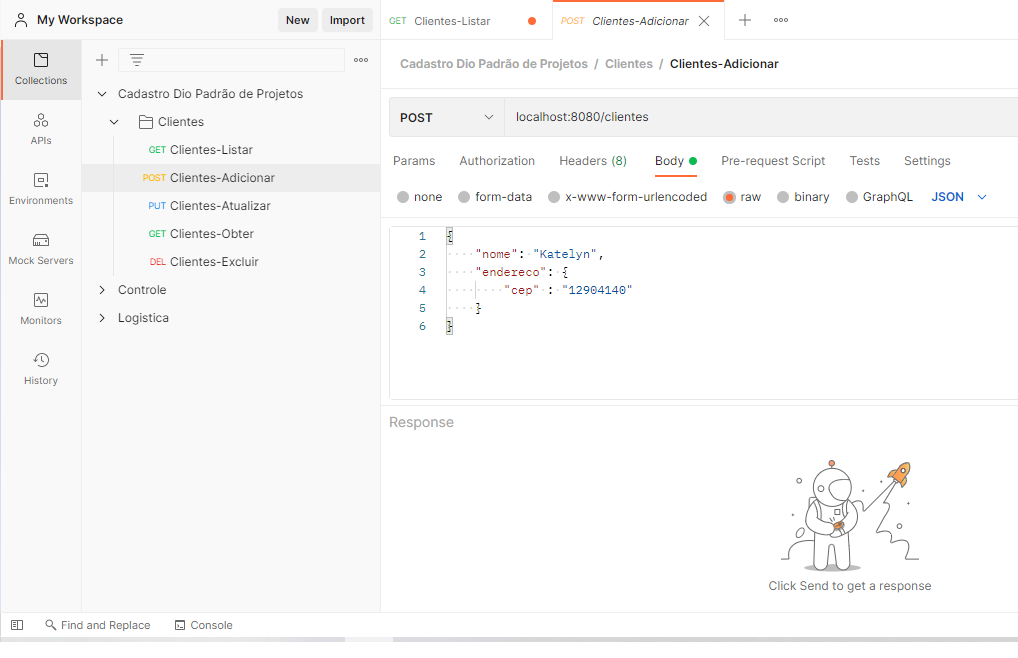 My Workspace New Import
GET Clientes-Listar POST Clientes-Adicionar
Collections
APIs
Environments
Mock Servers
Monitors
History
Cadastro Dio Padrão de Projetos
Clientes
GET Clientes-Listar
POST Clientes-Adicionar
PUT Clientes-Atualizar
GET Clientes-Obter
DEL Clientes-Excluir
Controle
Logistica
Cadastro Dio Padrão de Projetos / Clientes / Clientes-Adicionar
POST localhost:8080/clientes
Params Authorization Headers (8) Body Pre-request Script Tests Settings
none form-data x-www-form-urlencoded raw binary GraphQL JSON
1 {
2 "nome": "Katelyn",
3 "endereco": {
4 "cep" : "12904140"
5 }
6 }
Response
Click Send to get a response
Find and Replace Console